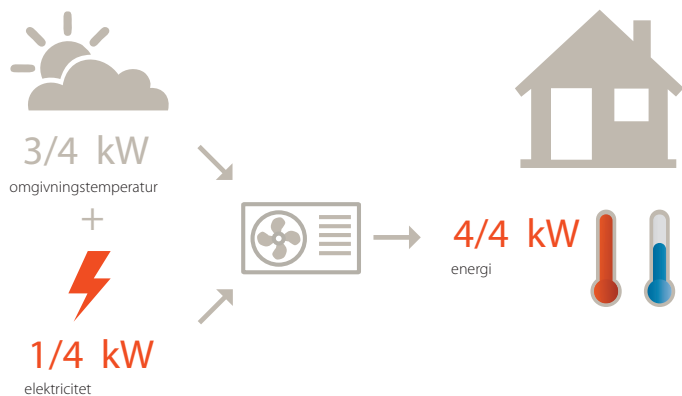 3/4 kW
omgivningstemperatur
+
1/4 kW
elektricitet
4/4 kW
energi